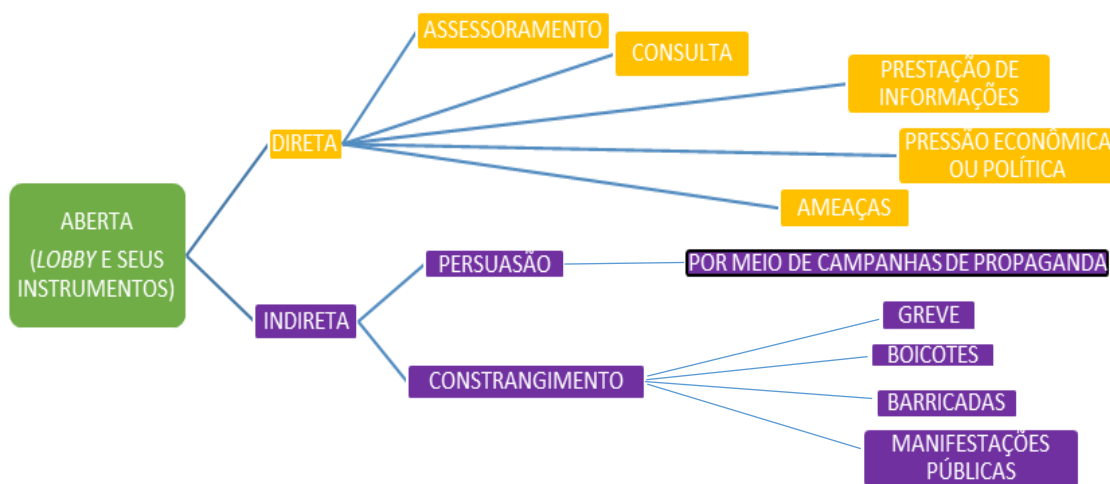 ASSESSORAMENTO
CONSULTA
PRESTAÇÃO DE
INFORMAÇÕES
DIRETA
PRESSÃO ECONÔMICA
OU POLÍTICA
AMEAÇAS
ABERTA
(LOBBY E SEUS
INSTRUMENTOS)
PERSUASÃO
POR MEIO DE CAMPANHAS DE PROPAGANDA
INDIRETA
CONSTRANGIMENTO
GREVE
BOICOTES
BARRICADAS
MANIFESTAÇÕES
PÚBLICAS